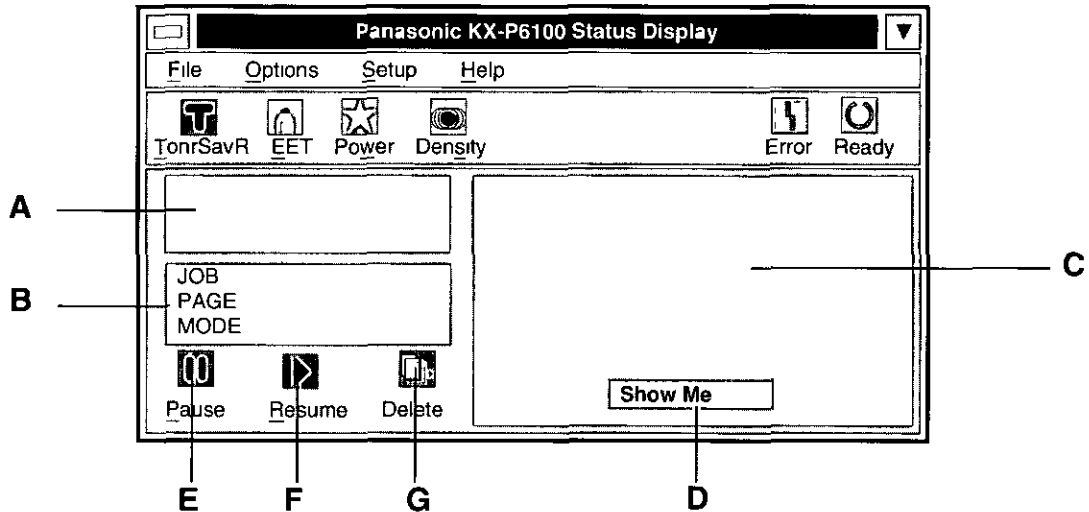 Panasonic KX-P6100 Status Display
File Options Setup Help
TonrSavR EET Power Density Error Ready
A
JOB
C
B
PAGE
MODE
Show Me
Pause Resume Delete
E F G D